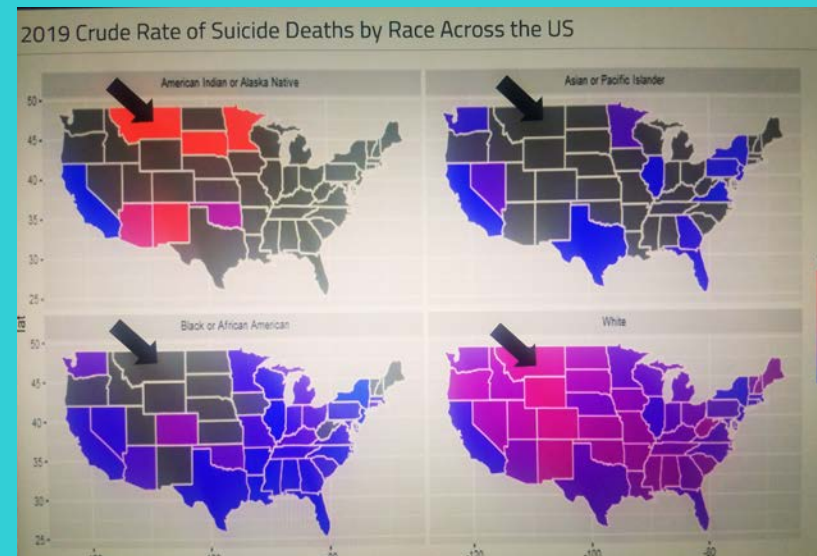 2019 Crude Rate of Suicide Deaths by Race Across the US
American Indian or Alaska Native
Asian or Pacific Islander
50-
45-
40-
35-
30-
25-
lat
Black or African American
White
50-
45-
40-
35-
30-
25-
-120
-100
-80